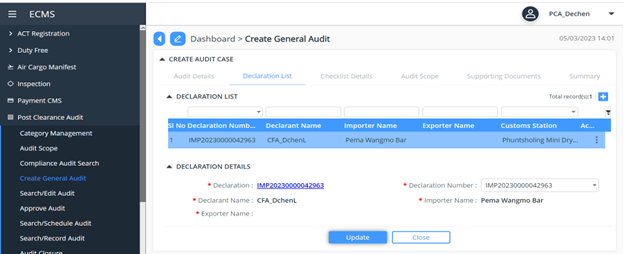 ECMS
PCA_Dechen
ACT Registration
Duty Free
Air Cargo Manifest
Inspection
Payment CMS
Post Clearance Audit
Category Management
Audit Scope
Compliance Audit Search
Create General Audit
Search/Edit Audit
Approve Audit
Search/Schedule Audit
Search/Record Audit
Audit Closure
Dashboard > Create General Audit
05/03/2023 14:01
CREATE AUDIT CASE
Audit Details Declaration List Checklist Details Audit Scope Supporting Documents Summary
DECLARATION LIST
Total record(s):1
Sl No Declaration Numb... Declarant Name Importer Name Exporter Name Customs Station Ac...
1 IMP20230000042963 CFA_DchenL Pema Wangmo Bar Phuntsholing Mini Dry...
DECLARATION DETAILS
* Declaration : IMP20230000042963 * Declaration Number : IMP20230000042963
* Declarant Name : CFA_DchenL * Importer Name : Pema Wangmo Bar
* Exporter Name :
Update Close